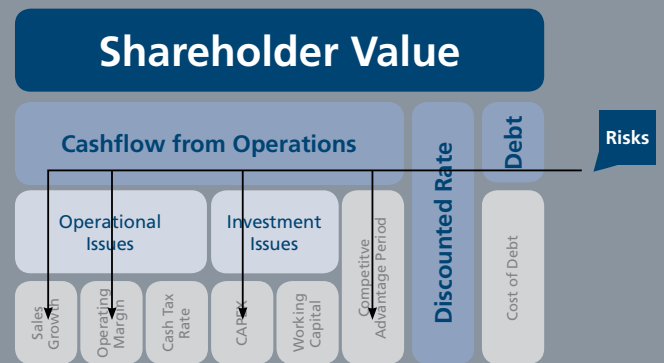 Shareholder Value
Cashflow from Operations
Discounted Rate
Debt
Risks
Operational
Issues
Investment
Issues
Competitve
Advantage Period
Cost of Debt
Sales
Growth
Operating
Margin
Cash Tax
Rate
CAPEX
Working
Capital